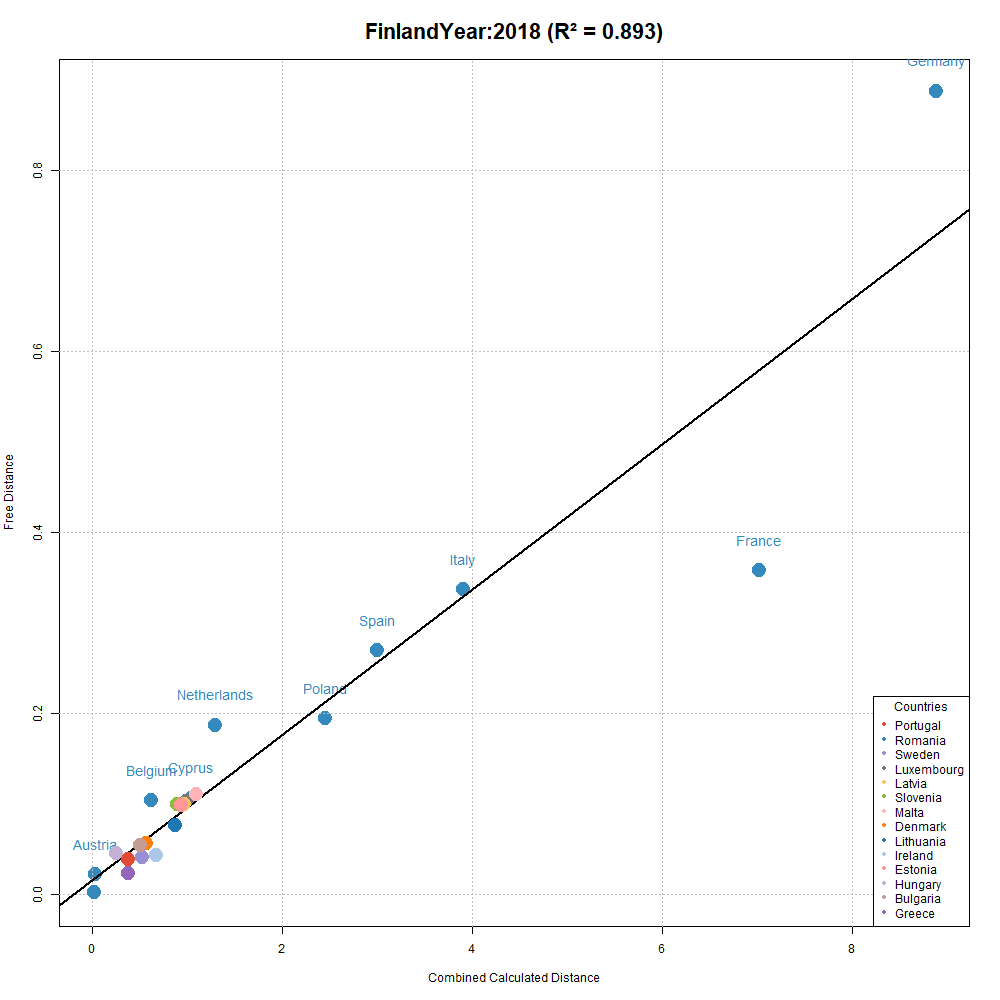 FinlandYear:2018 (R² = 0.893)
Germany
0.8
0.6
Free Distance
0.4
France
Italy
Spain
Netherlands
Poland
0.2
Belgium
Cyprus
Austria
0.0
Countries
Portugal
Romania
Sweden
Luxembourg
Latvia
Slovenia
Malta
Denmark
Lithuania
Ireland
Estonia
Hungary
Bulgaria
Greece
0 2 4 6 8
Combined Calculated Distance